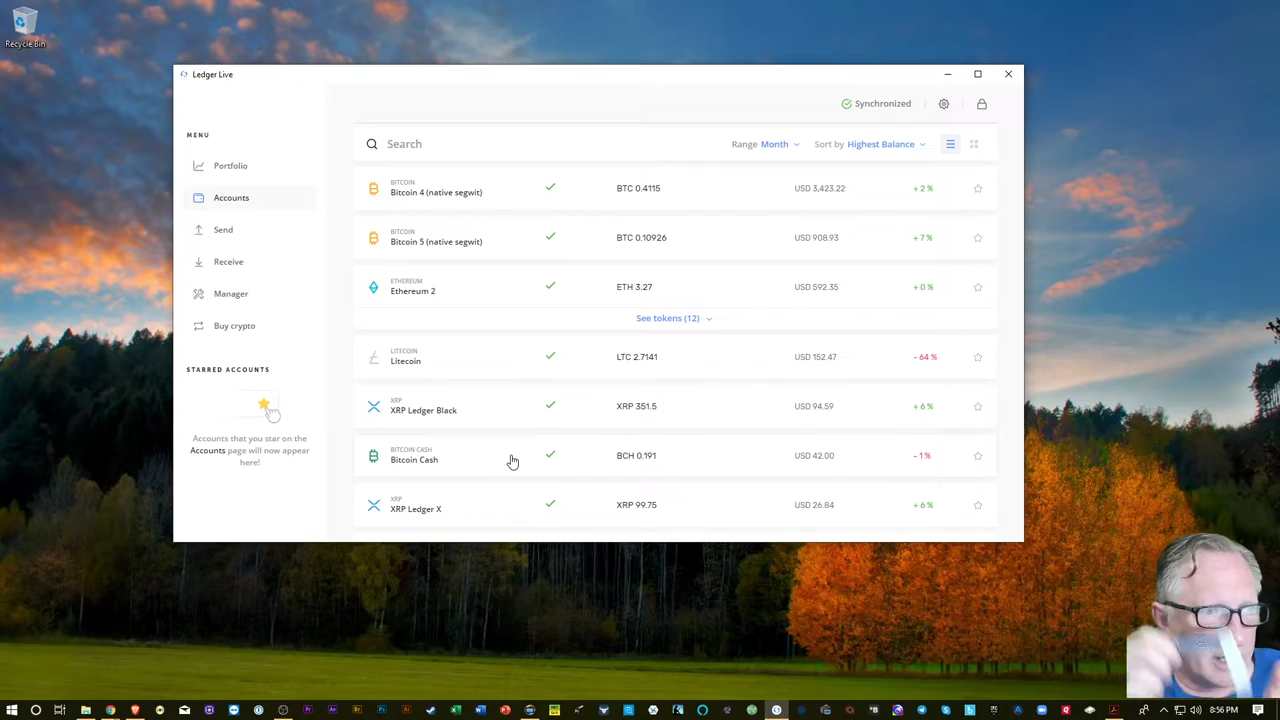 Recycle Bin
Ledger Live
Synchronized
MENU
Portfolio
Accounts
Send
Receive
Manager
Buy crypto
STARRED ACCOUNTS
Accounts that you star on the
Accounts page will now appear
here!
Search
Range Month
Sort by Highest Balance
BITCOIN
Bitcoin 4 (native segwit)
BTC 0.4115
USD 3,423.22
+ 2 %
BITCOIN
Bitcoin 5 (native segwit)
BTC 0.10926
USD 908.93
+ 7 %
ETHEREUM
Ethereum 2
ETH 3.27
USD 592.35
+ 0 %
See tokens (12)
LITECOIN
Litecoin
LTC 2.7141
USD 152.47
- 64 %
XRP
XRP Ledger Black
XRP 351.5
USD 94.59
+ 6 %
BITCOIN CASH
Bitcoin Cash
BCH 0.191
USD 42.00
- 1 %
XRP
XRP Ledger X
XRP 99.75
USD 26.84
+ 6 %
8:56 PM